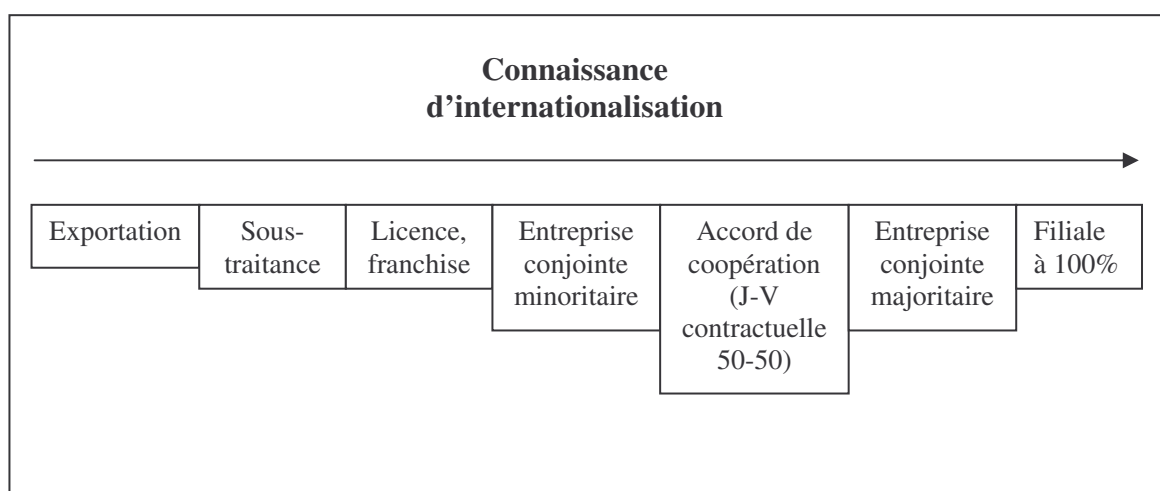 Connaissance
d’internationalisation
Exportation
Sous-
traitance
Licence,
franchise
Entreprise
conjointe
minoritaire
Accord de
coopération
(J-V
contractuelle
50-50)
Entreprise
conjointe
majoritaire
Filiale
à 100%